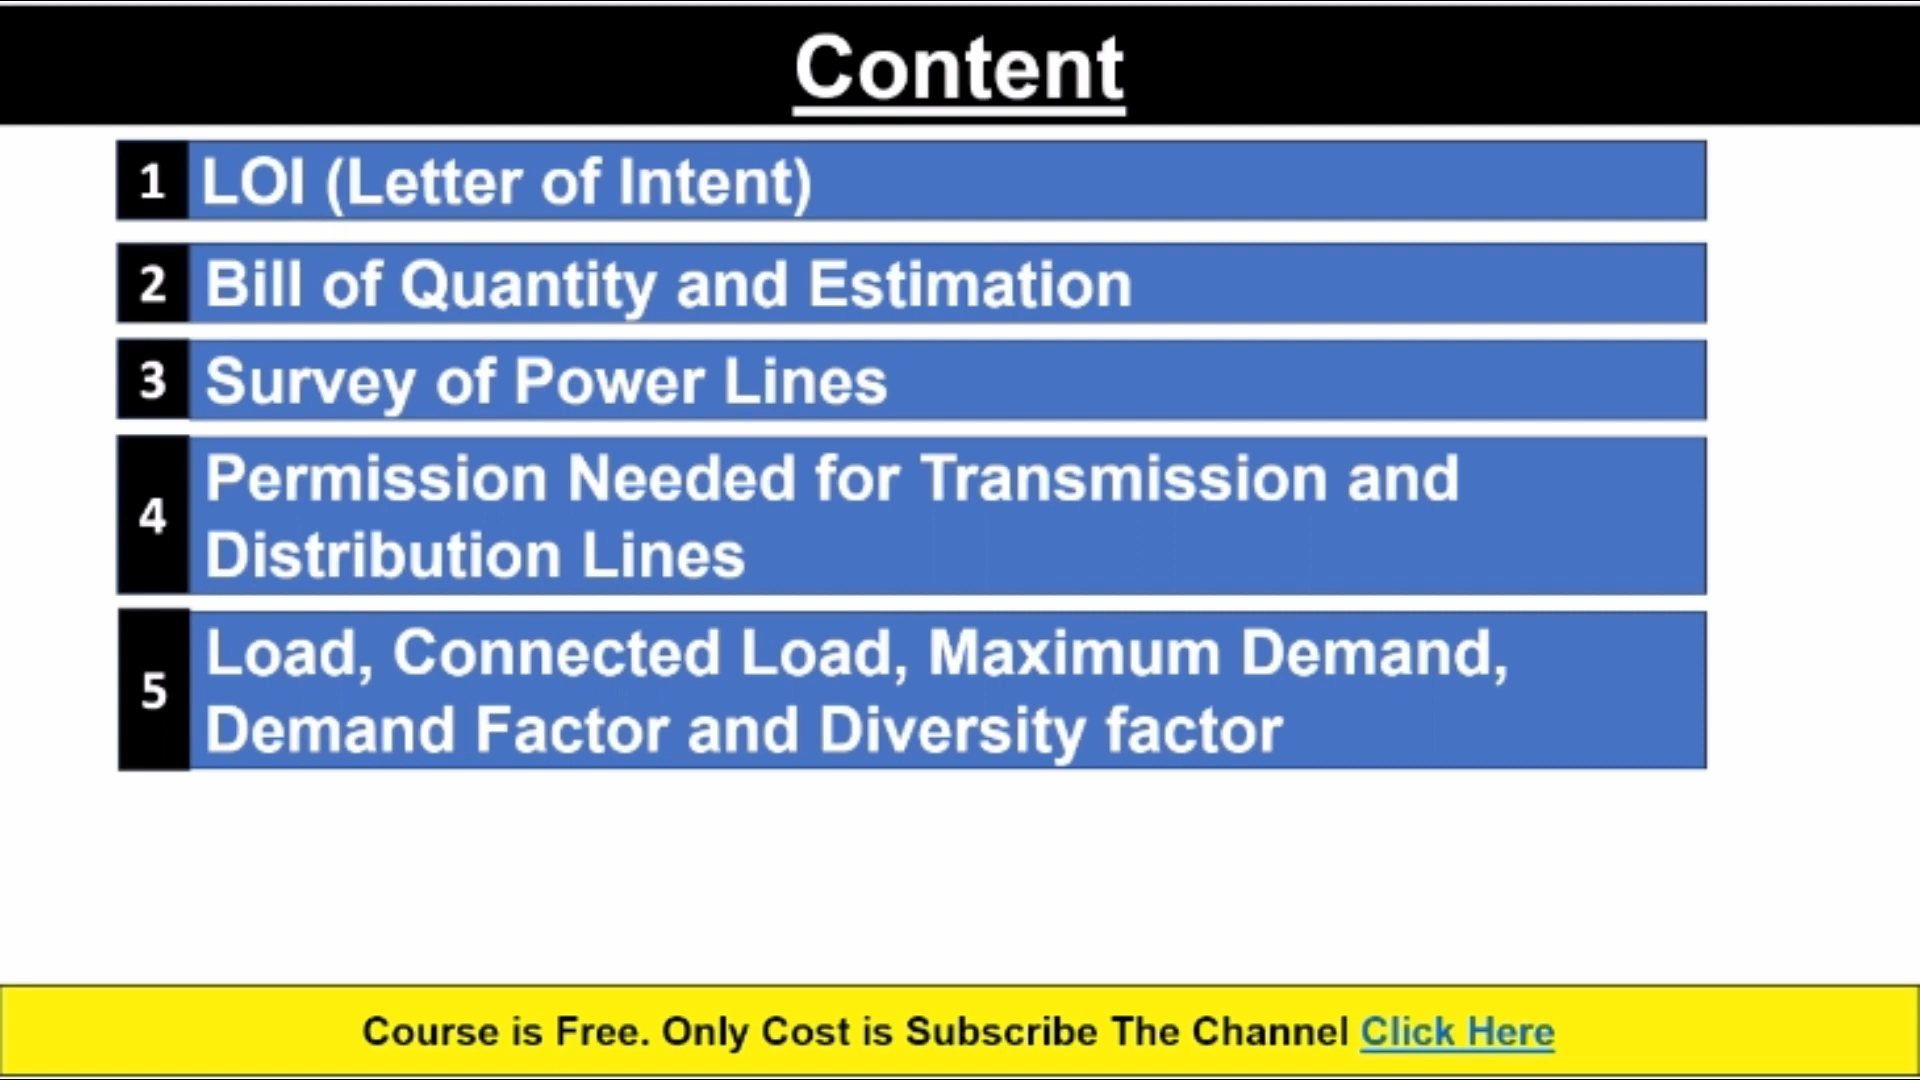 Content
1 LOI (Letter of Intent)
2 Bill of Quantity and Estimation
3 Survey of Power Lines
4 Permission Needed for Transmission and
Distribution Lines
5 Load, Connected Load, Maximum Demand,
Demand Factor and Diversity factor
Course is Free. Only Cost is Subscribe The Channel Click Here